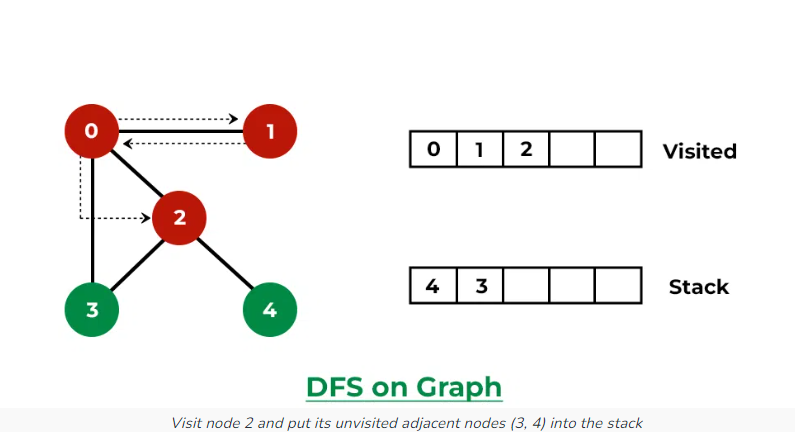 0 1
0 1 2 Visited
2
4 3 Stack
3 4
DFS on Graph
Visit node 2 and put its unvisited adjacent nodes (3, 4) into the stack